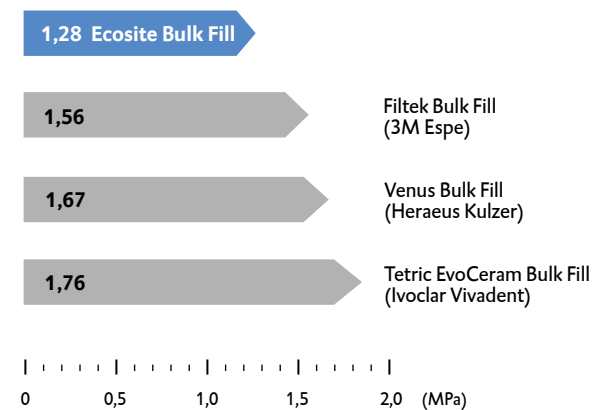 1,28 Ecosite Bulk Fill
1,56
Filtek Bulk Fill
(3M Espe)
1,67
Venus Bulk Fill
(Heraeus Kulzer)
1,76
Tetric EvoCeram Bulk Fill
(Ivoclar Vivadent)
0 0,5 1,0 1,5 2,0 (MPa)